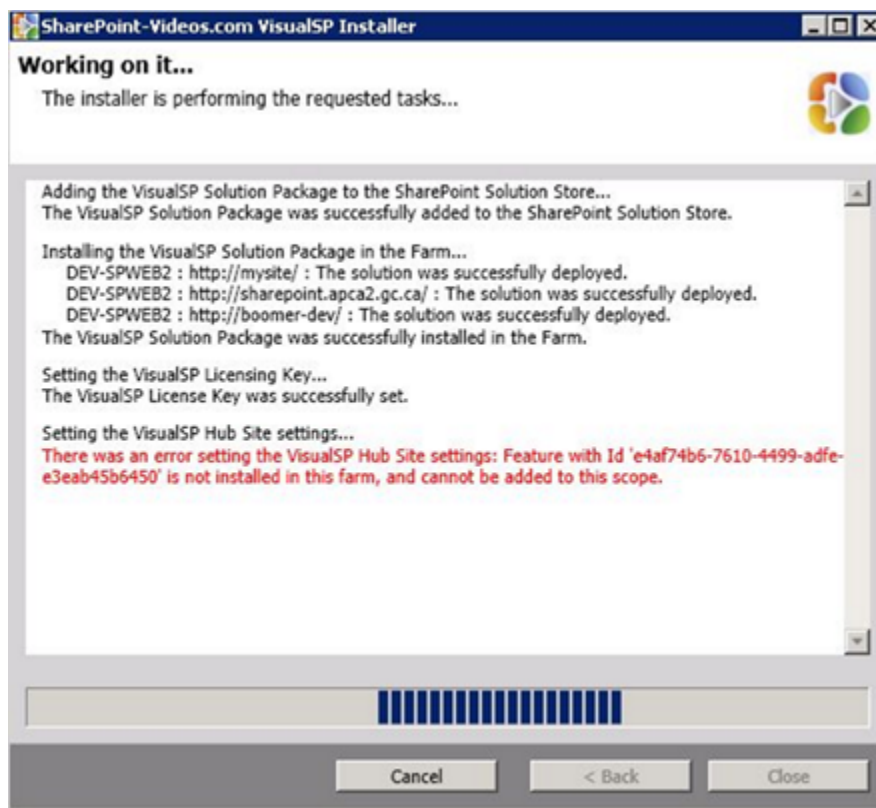 SharePoint-Videos.com VisualSP Installer
Working on it...
The installer is performing the requested tasks...
Adding the VisualSP Solution Package to the SharePoint Solution Store...
The VisualSP Solution Package was successfully added to the SharePoint Solution Store.
Installing the VisualSP Solution Package in the Farm...
DEV-SPWEB2 : http://mysite/ : The solution was successfully deployed.
DEV-SPWEB2 : http://sharepoint.apca2.gc.ca/ : The solution was successfully deployed.
DEV-SPWEB2 : http://boomer-dev/ : The solution was successfully deployed.
The VisualSP Solution Package was successfully installed in the Farm.
Setting the VisualSP Licensing Key...
The VisualSP License Key was successfully set.
Setting the VisualSP Hub Site settings...
There was an error setting the VisualSP Hub Site settings: Feature with Id 'e4af74b6-7610-4499-adfe-
e3eab45b6450' is not installed in this farm, and cannot be added to this scope.
Cancel < Back Close